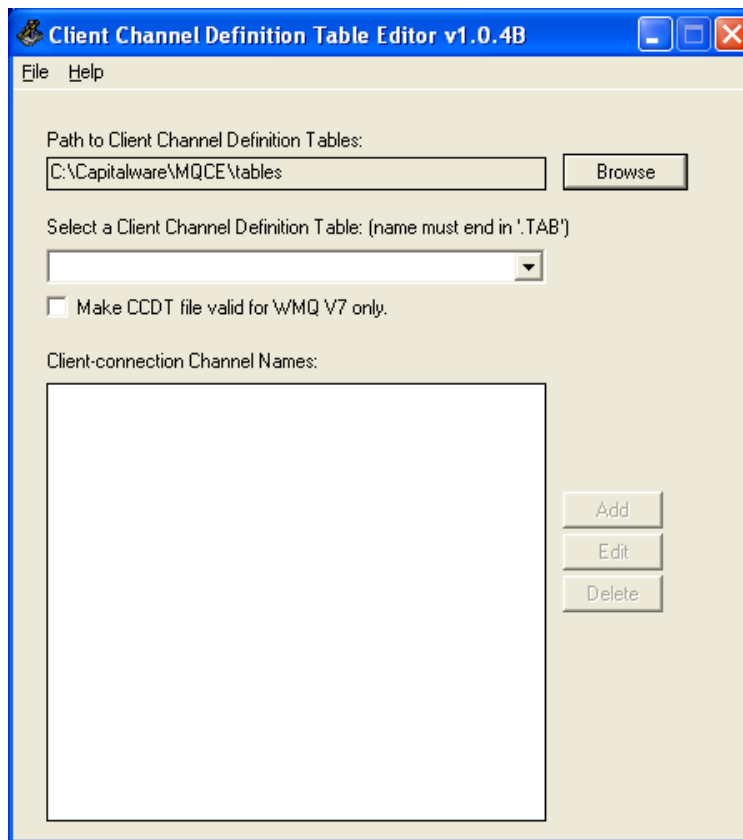 Client Channel Definition Table Editor v1.0.4B
File Help
Path to Client Channel Definition Tables:
C:\Capitalware\MQCE\tables
Browse
Select a Client Channel Definition Table: (name must end in '.TAB')
Make CCDT file valid for WMQ V7 only.
Client-connection Channel Names:
Add
Edit
Delete